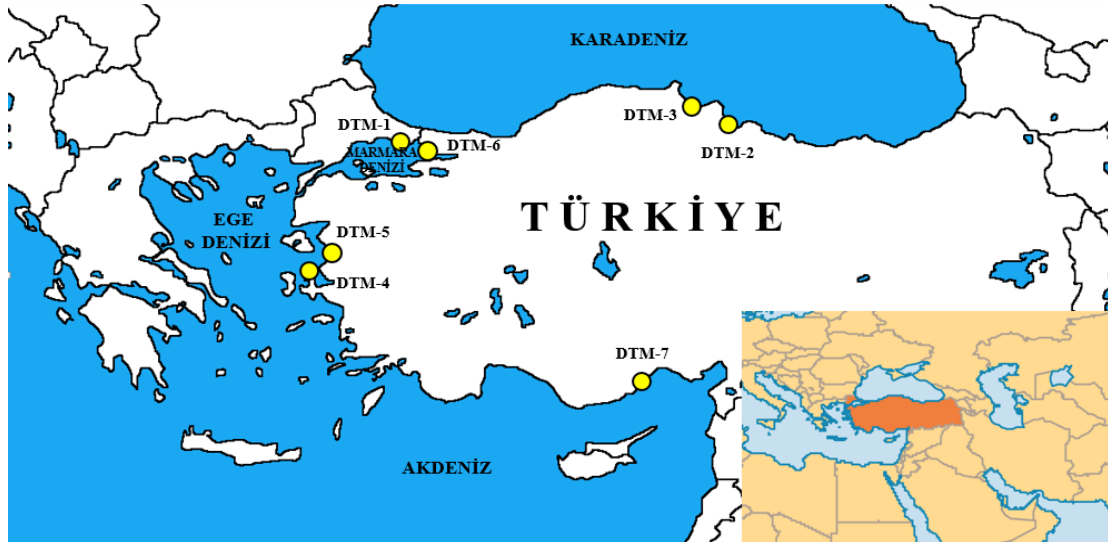 KARADENİZ
DTM-3
DTM-1
DTM-2
DTM-6
MARMARA
DENİZİ
TÜRKİYE
EGE
DENİZİ
DTM-5
DTM-4
DTM-7
AKDENİZ